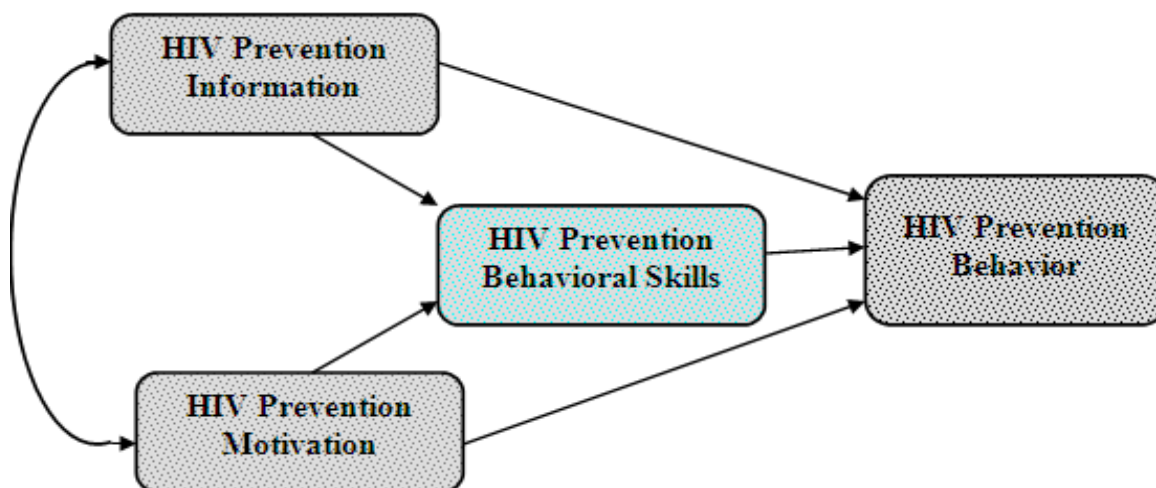 HIV Prevention
Information
HIV Prevention
Behavioral Skills
HIV Prevention
Behavior
HIV Prevention
Motivation